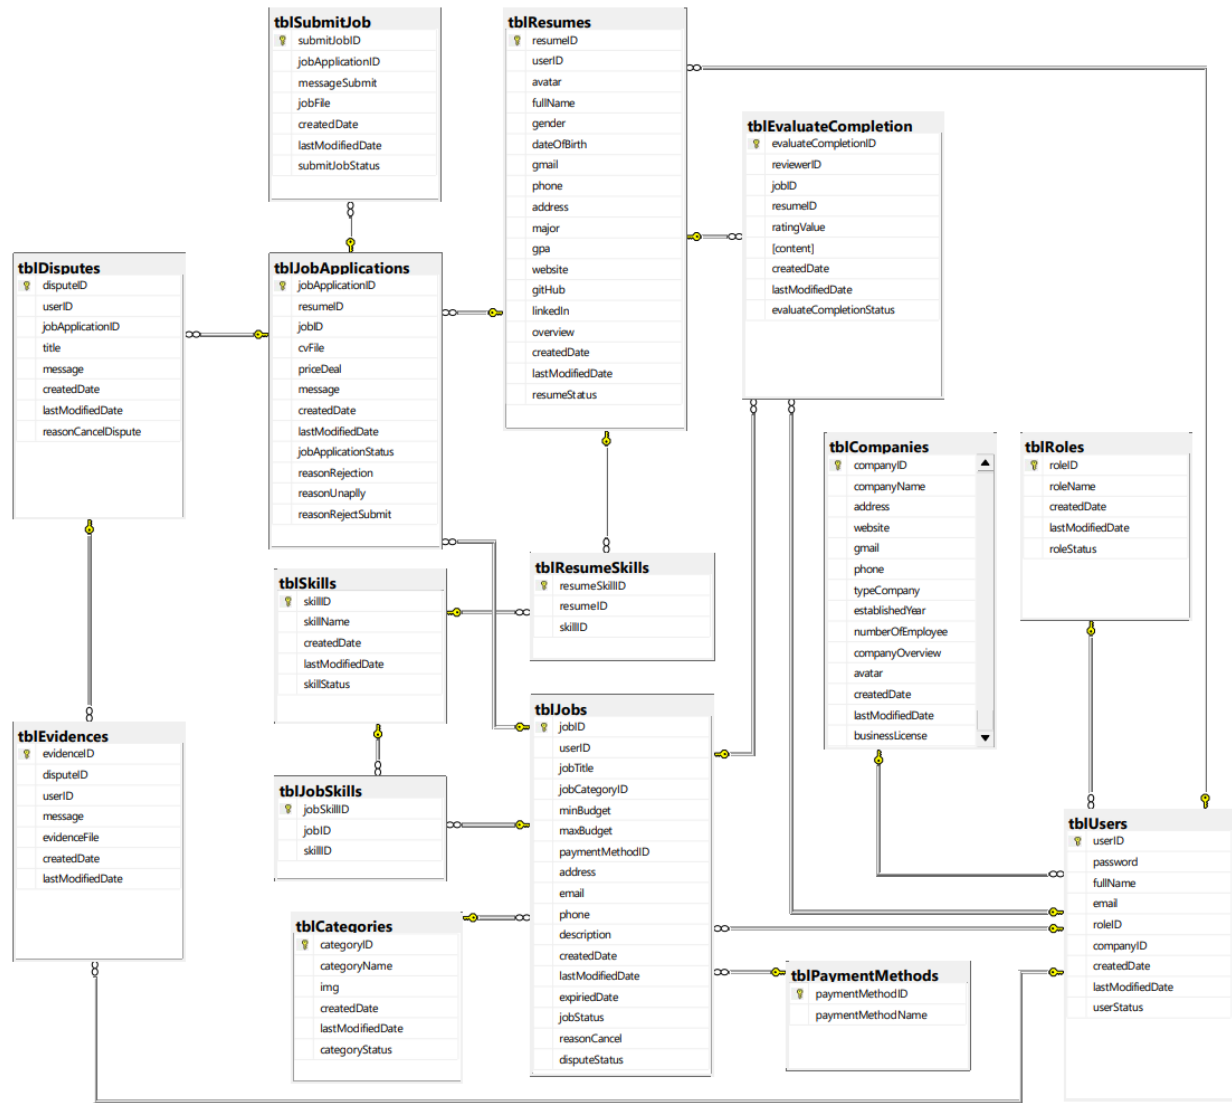 tblSubmitJob
submitJobID
jobApplicationID
messageSubmit
jobFile
createdDate
lastModifiedDate
submitJobStatus
tblResumes
resumeID
userID
avatar
fullName
gender
dateOfBirth
gmail
phone
address
major
gpa
website
gitHub
linkedIn
overview
createdDate
lastModifiedDate
resumeStatus
tblEvaluateCompletion
evaluateCompletionID
reviewerID
jobID
resumeID
ratingValue
[content]
createdDate
lastModifiedDate
evaluateCompletionStatus
tblDisputes
disputeID
userID
jobApplicationID
title
message
createdDate
lastModifiedDate
reasonCancelDispute
tblJobApplications
jobApplicationID
resumeID
jobID
cvFile
priceDeal
message
createdDate
lastModifiedDate
jobApplicationStatus
reasonRejection
reasonUnaplly
reasonRejectSubmit
tblCompanies
companyID
companyName
address
website
gmail
phone
typeCompany
establishedYear
numberOfEmployee
companyOverview
avatar
createdDate
lastModifiedDate
businessLicense
tblRoles
roleID
roleName
createdDate
lastModifiedDate
roleStatus
tblSkills
skillID
skillName
createdDate
lastModifiedDate
skillStatus
tblResumeSkills
resumeSkillID
resumeID
skillID
tblEvidences
evidenceID
disputeID
userID
message
evidenceFile
createdDate
lastModifiedDate
tblJobSkills
jobSkillID
jobID
skillID
tblJobs
jobID
userID
jobTitle
jobCategoryID
minBudget
maxBudget
paymentMethodID
address
email
phone
description
createdDate
lastModifiedDate
expiriedDate
jobStatus
reasonCancel
disputeStatus
tblUsers
userID
password
fullName
email
roleID
companyID
createdDate
lastModifiedDate
userStatus
tblCategories
categoryID
categoryName
img
createdDate
lastModifiedDate
categoryStatus
tblPaymentMethods
paymentMethodID
paymentMethodName